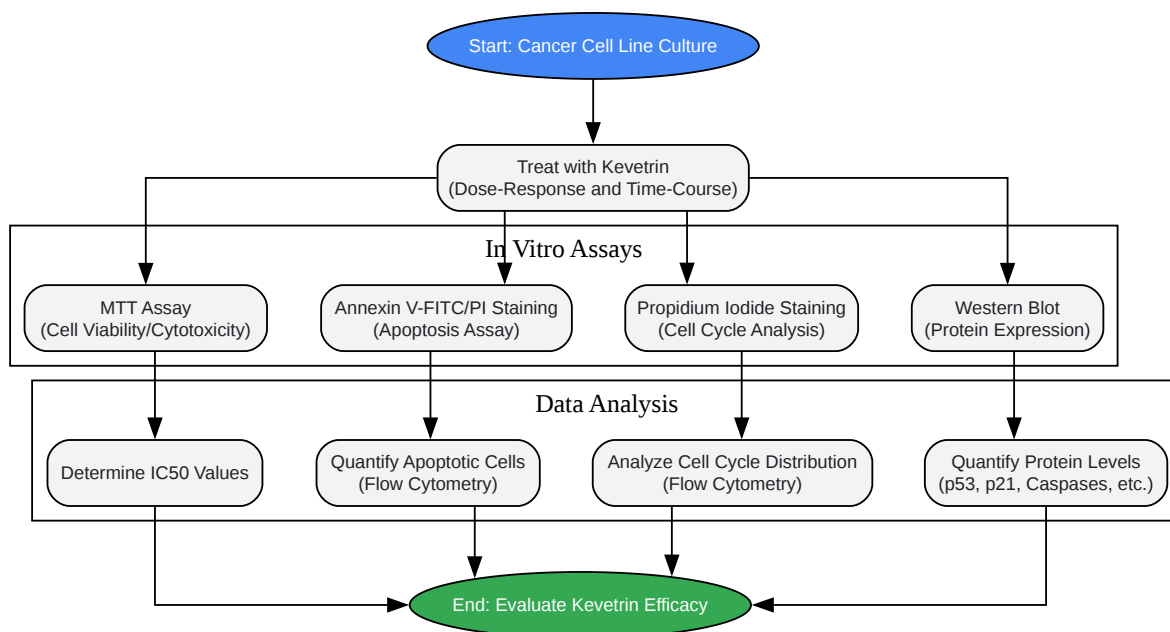 Start: Cancer Cell Line Culture
Treat with Kevetrin
(Dose-Response and Time-Course)
In Vitro Assays
MTT Assay
(Cell Viability/Cytotoxicity)
Annexin V-FITC/PI Staining
(Apoptosis Assay)
Propidium Iodide Staining
(Cell Cycle Analysis)
Western Blot
(Protein Expression)
Data Analysis
Determine IC50 Values
Quantify Apoptotic Cells
(Flow Cytometry)
Analyze Cell Cycle Distribution
(Flow Cytometry)
Quantify Protein Levels
(p53, p21, Caspases, etc.)
End: Evaluate Kevetrin Efficacy